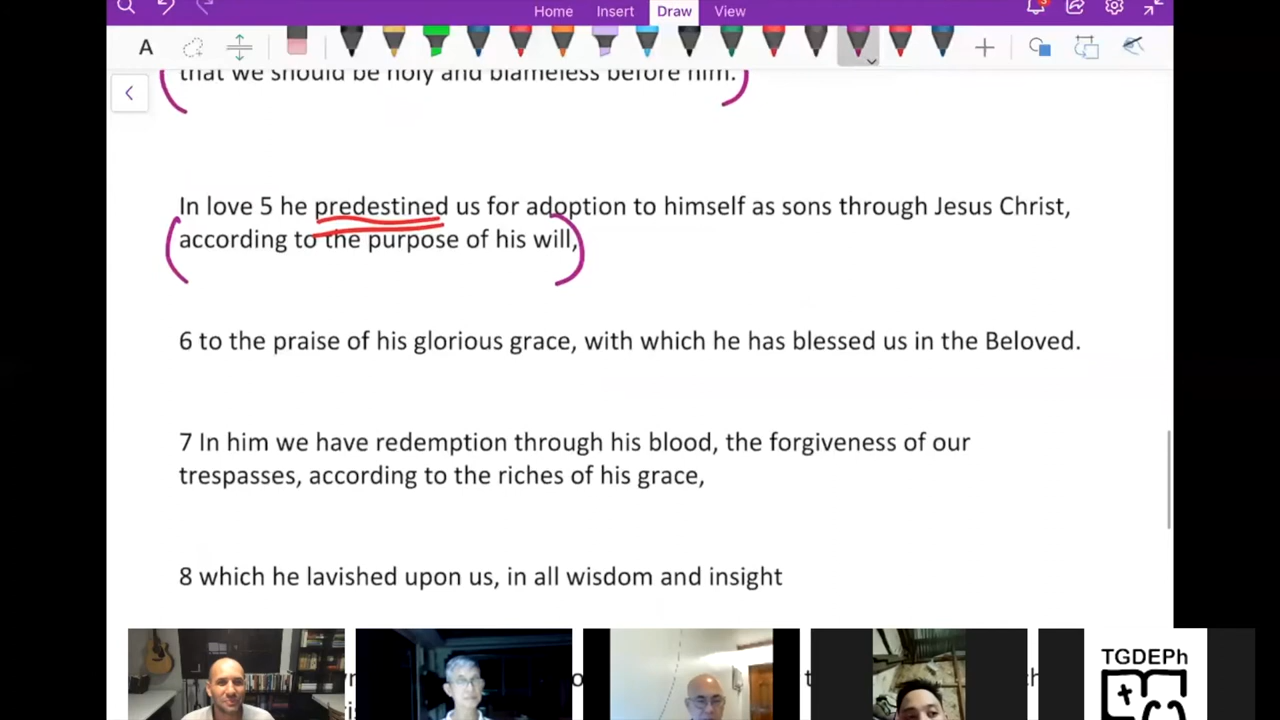 Home Insert Draw View
A
that we should be holy and blameless before him.
In love 5 he predestined us for adoption to himself as sons through Jesus Christ,
according to the purpose of his will,
6 to the praise of his glorious grace, with which he has blessed us in the Beloved.
7 In him we have redemption through his blood, the forgiveness of our
trespasses, according to the riches of his grace,
8 which he lavished upon us, in all wisdom and insight
TGDEPh